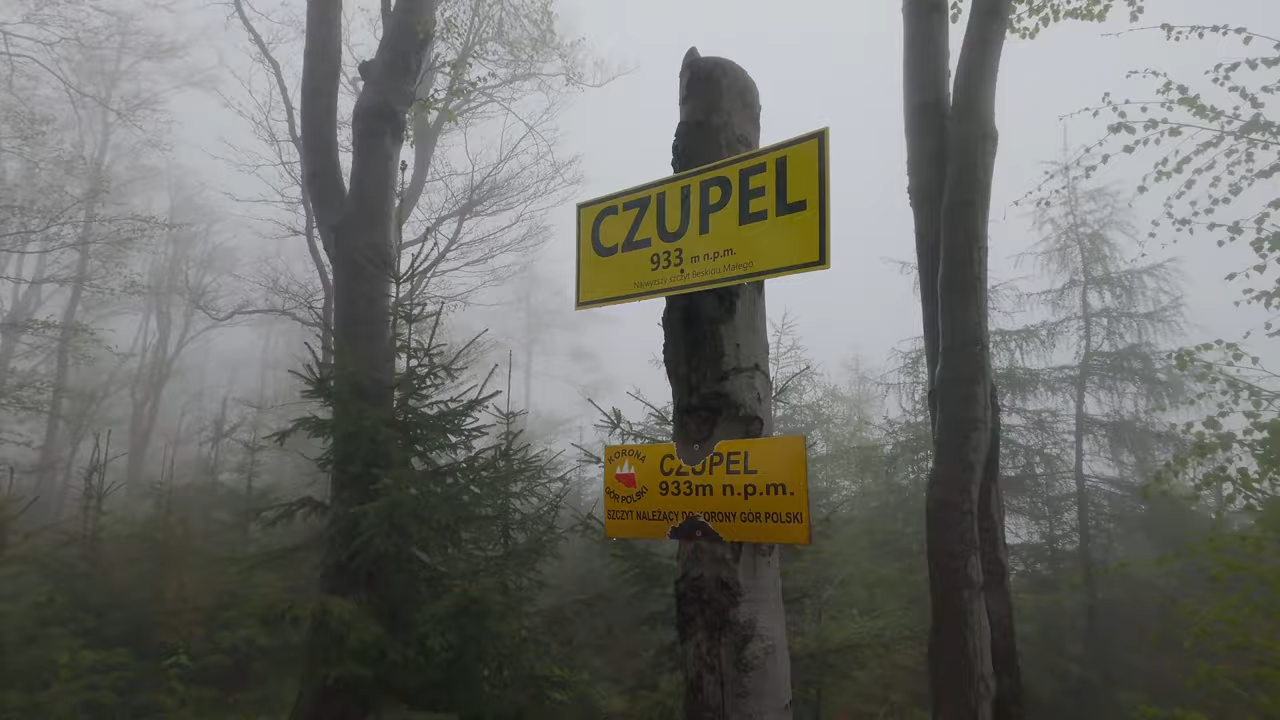 CZUPEL
933 m n.p.m.
Najwyższy szczyt Beskidu Małego
KORONA
GÓR POLSKI
CZUPEL
933m n.p.m.
SZCZYT NALEŻĄCY DO KORONY GÓR POLSKI